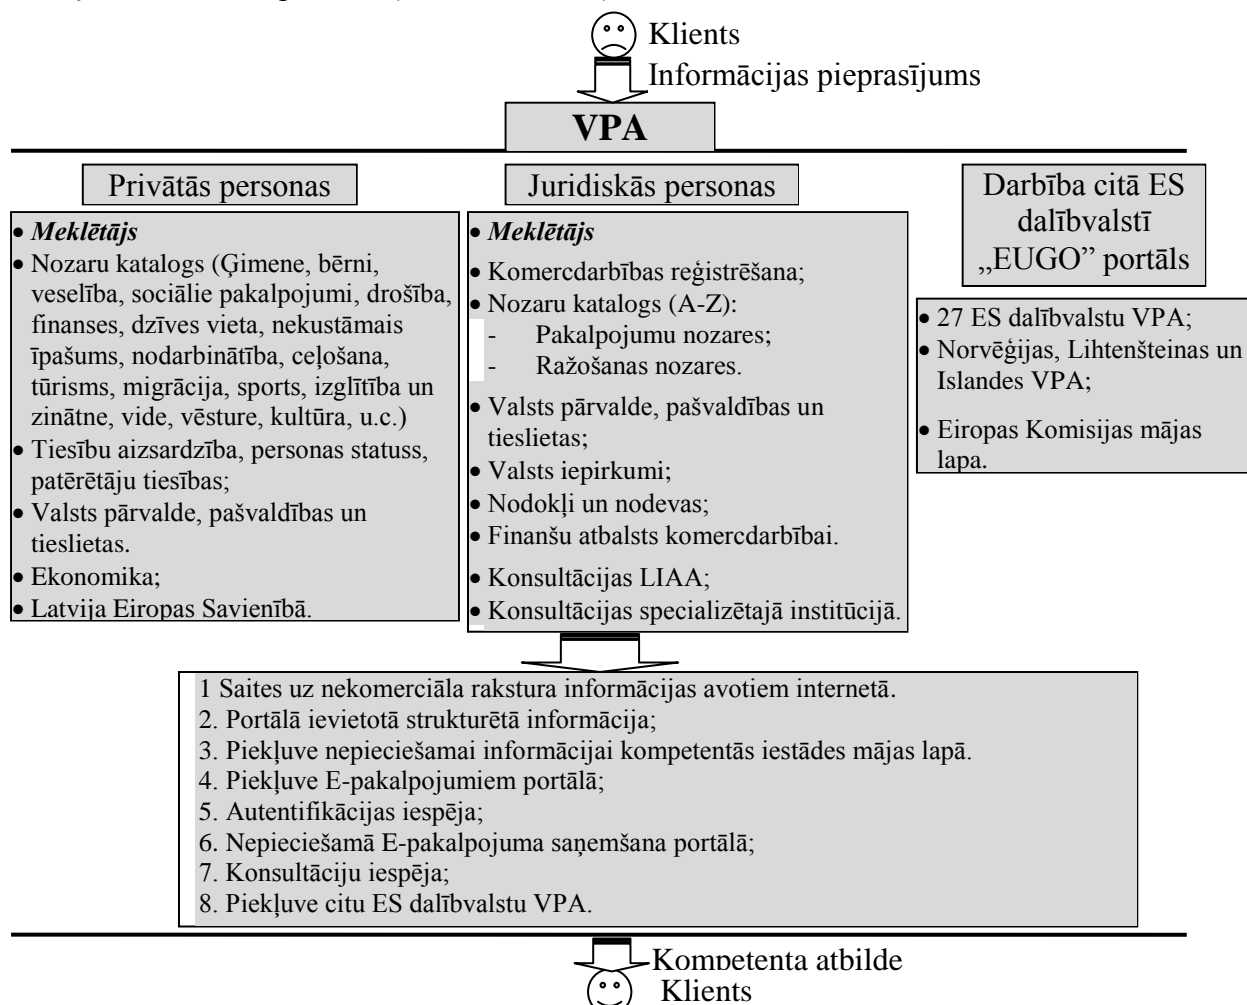 Klients
Informācijas pieprasījums
VPA
Privātās personas
• Meklētājs
• Nozaru katalogs (Ģimene, bērni,
veselība, sociālie pakalpojumi, drošība,
finanses, dzīves vieta, nekustāmais
īpašums, nodarbinātība, ceļošana,
tūrisms, migrācija, sports, izglītība un
zinātne, vide, vēsture, kultūra, u.c.)
• Tiesību aizsardzība, personas statuss,
patērētāju tiesības;
• Valsts pārvalde, pašvaldības un
tieslietas.
• Ekonomika;
• Latvija Eiropas Savienībā.
Juridiskās personas
• Meklētājs
• Komercdarbības reģistrēšana;
• Nozaru katalogs (A-Z):
- Pakalpojumu nozares;
- Ražošanas nozares.
• Valsts pārvalde, pašvaldības un
tieslietas;
• Valsts iepirkumi;
• Nodokļi un nodevas;
• Finanšu atbalsts komercdarbībai.
• Konsultācijas LIAA;
• Konsultācijas specializētajā institūcijā.
Darbība citā ES
dalībvalstī
„EUGO” portāls
• 27 ES dalībvalstu VPA;
• Norvēģijas, Lihtenšteinas un
Islandes VPA;
• Eiropas Komisijas mājas
lapa.
1 Saites uz nekomerciāla rakstura informācijas avotiem internetā.
2. Portālā ievietotā strukturētā informācija;
3. Piekļuve nepieciešamai informācijai kompetentās iestādes mājas lapā.
4. Piekļuve E-pakalpojumiem portālā;
5. Autentifikācijas iespēja;
6. Nepieciešamā E-pakalpojuma saņemšana portālā;
7. Konsultāciju iespēja;
8. Piekļuve citu ES dalībvalstu VPA.
Kompetenta atbilde
Klients